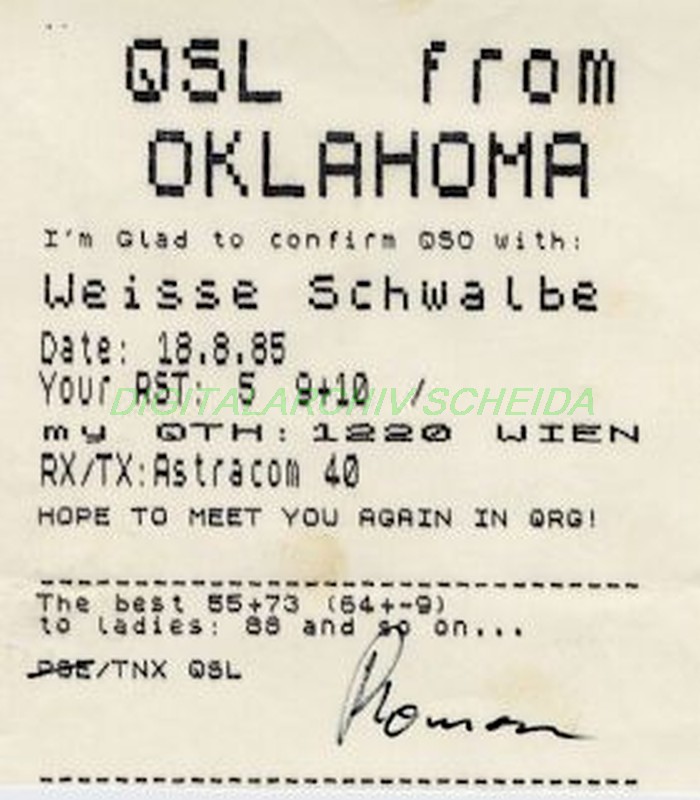 QSL from
OKLAHOMA
I'm Glad to confirm QSO with:
Weisse Schwalbe
Date: 18.8.85
Your RST: 5 9+10 /
DIGITALARCHIV SCHEIDA
my QTH: 1220 WIEN
RX/TX:Astracom 40
HOPE TO MEET YOU AGAIN IN QRG!
The best 55+73 (64+-9)
to ladies: 88 and so on...
PSE/TNX QSL
Roman